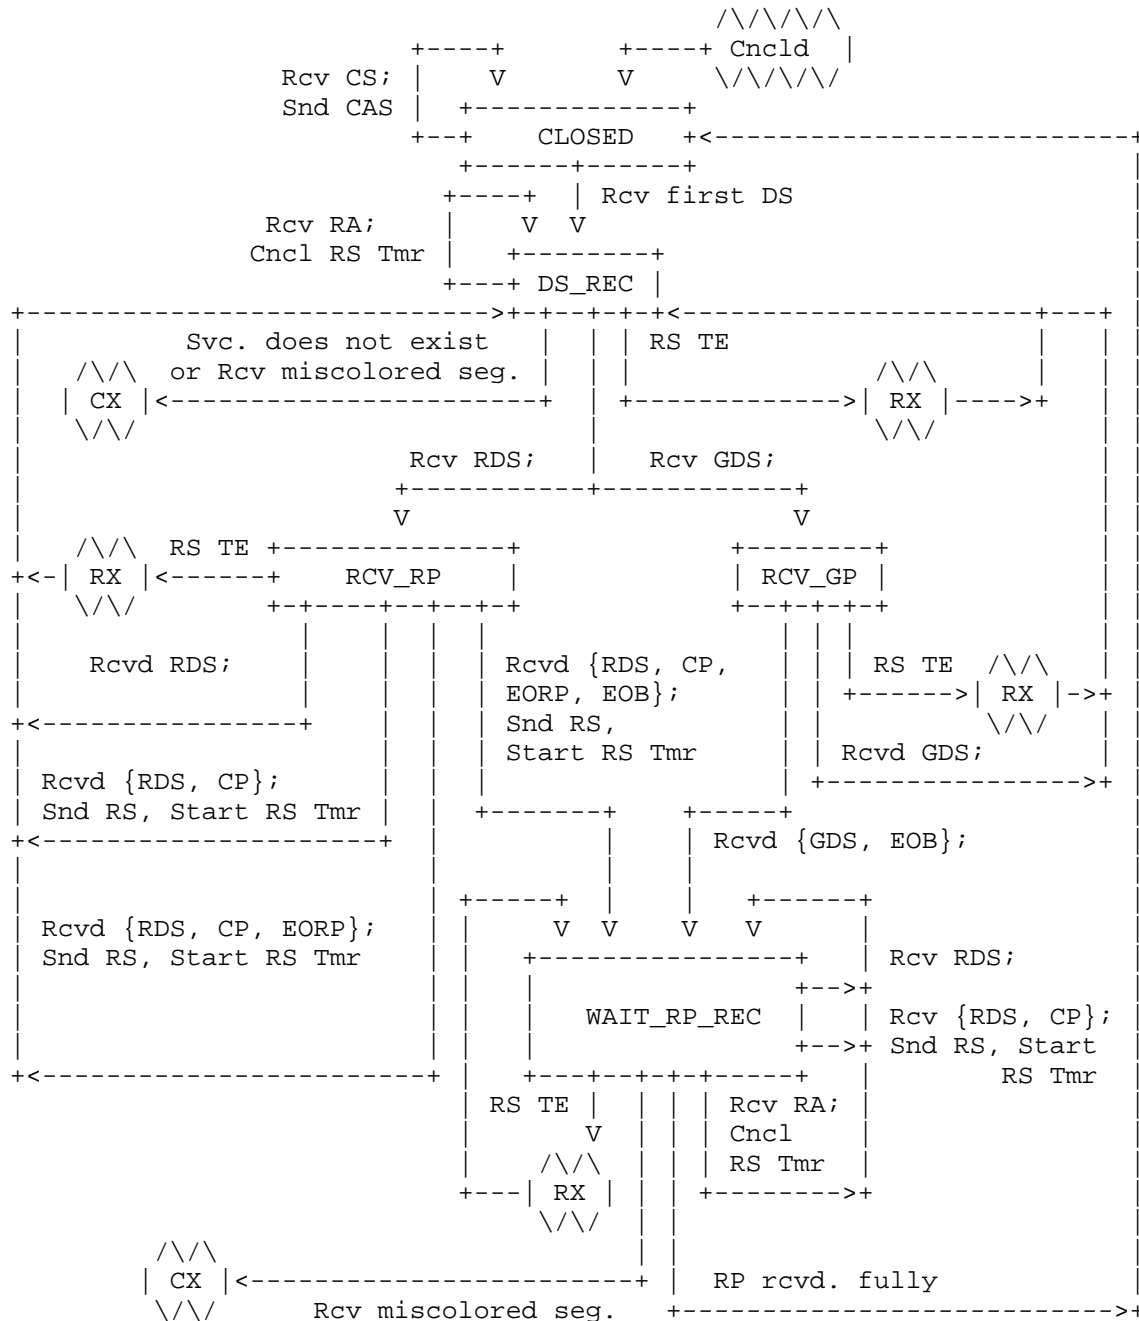 Cncld
Rcv CS;
Snd CAS
CLOSED
Rcv first DS
Rcv RA;
Cncl RS Tmr
DS_REC
Svc. does not exist RS TE
or Rcv miscolored seg.
CX RX
Rcv RDS; Rcv GDS;
RS TE
RX RCV_RP RCV_GP
Rcvd RDS; Rcvd {RDS, CP, RS TE
EORP, EOB}; RX
Snd RS,
Start RS Tmr Rcvd GDS;
Rcvd {RDS, CP};
Snd RS, Start RS Tmr
Rcvd {GDS, EOB};
Rcvd {RDS, CP, EORP};
Snd RS, Start RS Tmr Rcv RDS;
WAIT_RP_REC Rcv {RDS, CP};
Snd RS, Start
RS Tmr
RS TE Rcv RA;
Cncl
RS Tmr
RX
CX RP rcvd. fully
Rcv miscolored seg.